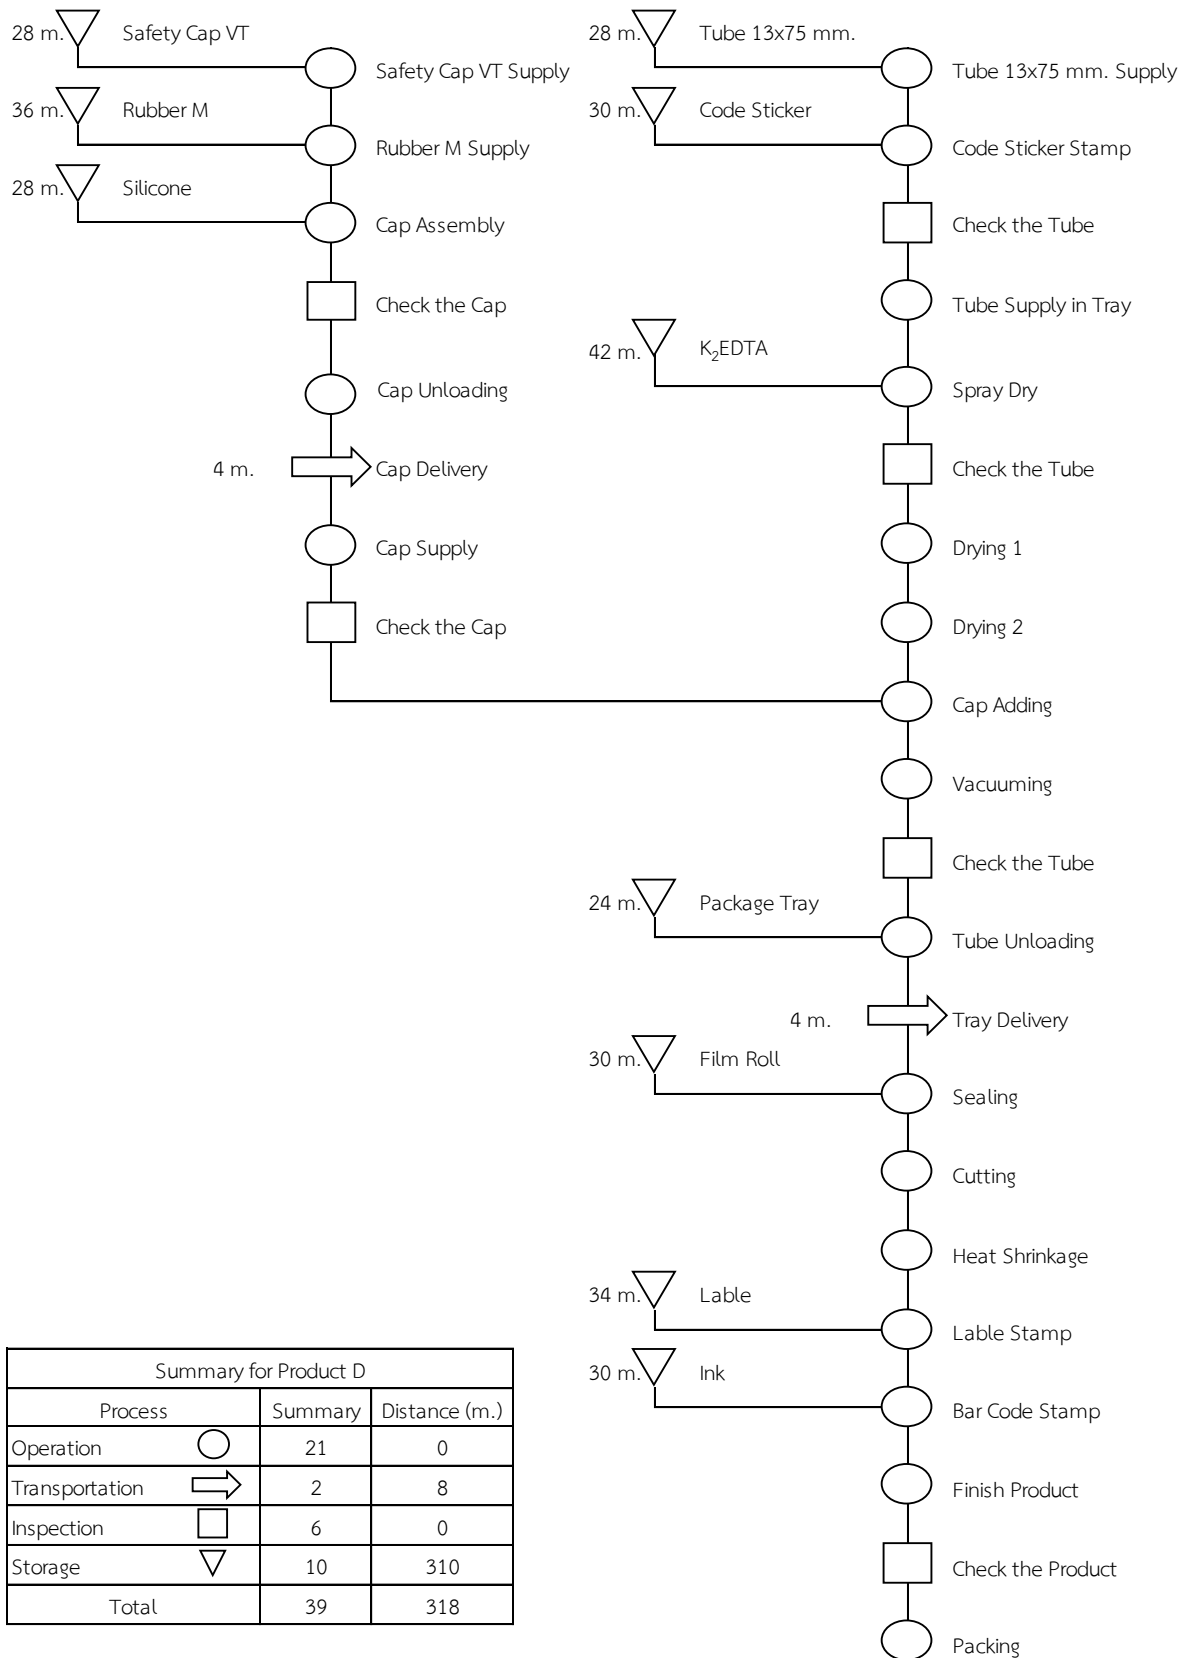 28 m.
Safety Cap VT
Safety Cap VT Supply
36 m.
Rubber M
Rubber M Supply
28 m.
Silicone
Cap Assembly
Check the Cap
Cap Unloading
4 m.
Cap Delivery
Cap Supply
Check the Cap
28 m.
Tube 13x75 mm.
Tube 13x75 mm. Supply
30 m.
Code Sticker
Code Sticker Stamp
Check the Tube
Tube Supply in Tray
42 m.
K₂EDTA
Spray Dry
Check the Tube
Drying 1
Drying 2
Cap Adding
Vacuuming
Check the Tube
24 m.
Package Tray
Tube Unloading
4 m.
Tray Delivery
30 m.
Film Roll
Sealing
Cutting
Heat Shrinkage
34 m.
Lable
Lable Stamp
30 m.
Ink
Bar Code Stamp
Finish Product
Check the Product
Packing
Summary for Product D
Process Summary Distance (m.)
Operation 21 0
Transportation 2 8
Inspection 6 0
Storage 10 310
Total 39 318